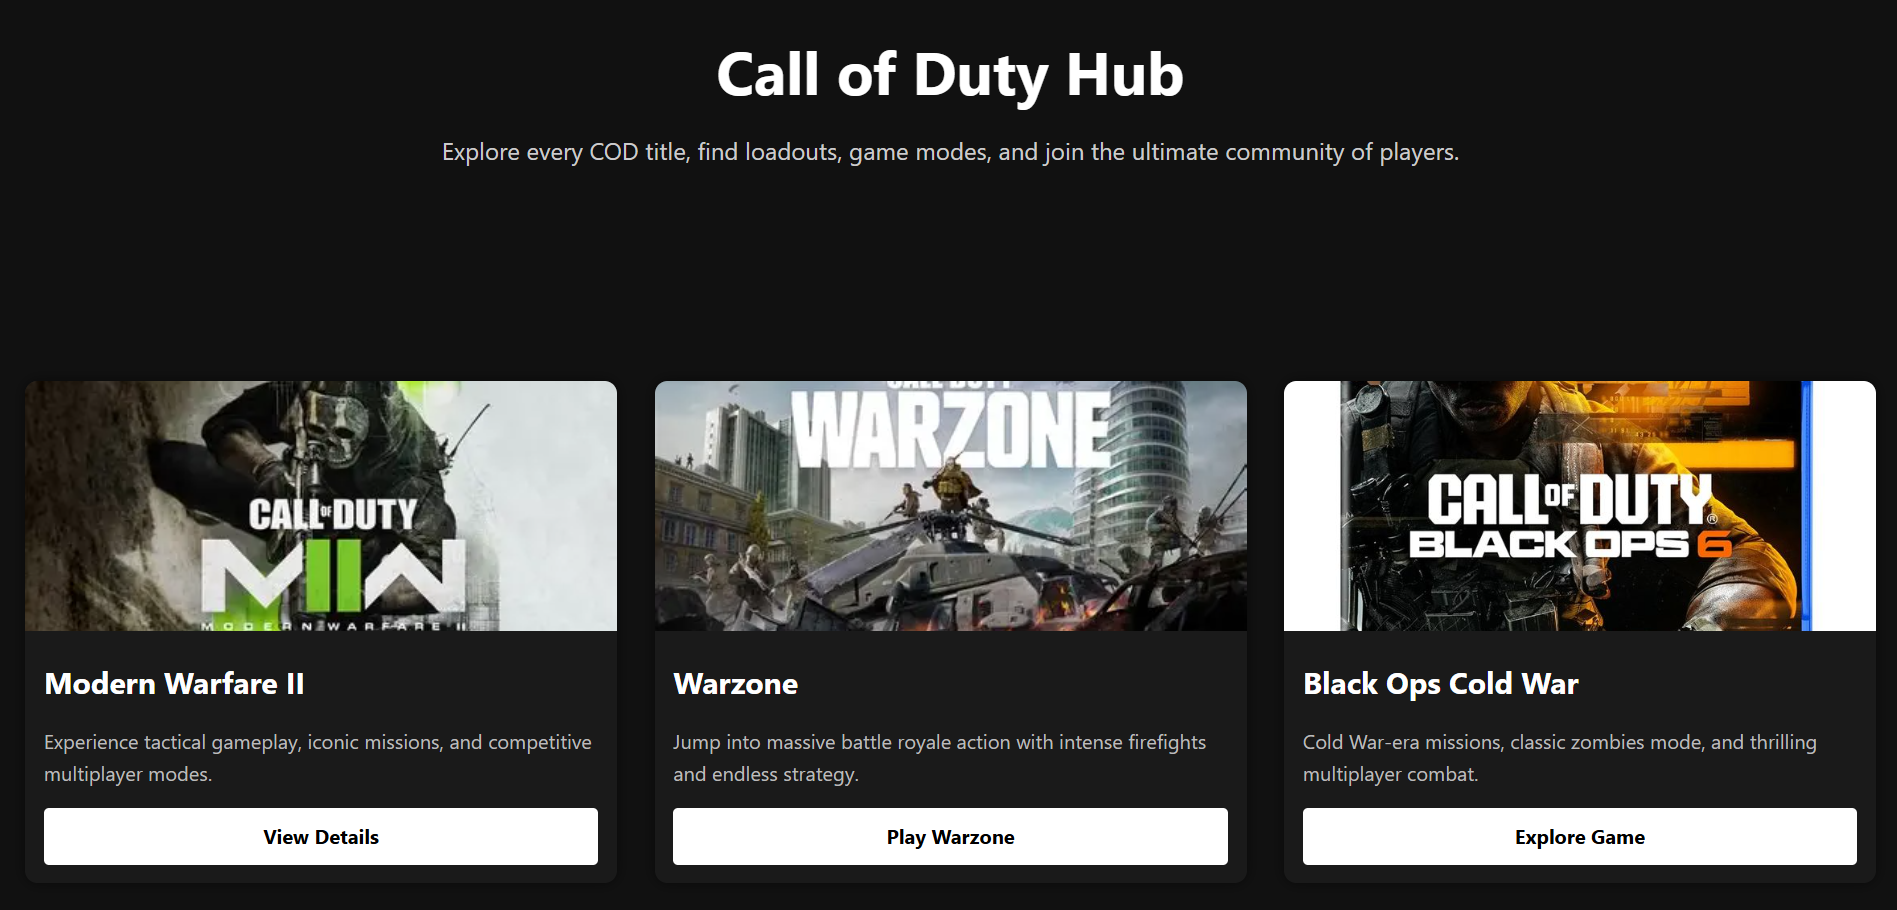 Call of Duty Hub
Explore every COD title, find loadouts, game modes, and join the ultimate community of players.
CALL OF DUTY
MIIW
MODERN WARFARE II
CALL OF DUTY
WARZONE
CALL OF DUTY®
BLACK OPS 6
Modern Warfare II
Experience tactical gameplay, iconic missions, and competitive
multiplayer modes.
View Details
Warzone
Jump into massive battle royale action with intense firefights
and endless strategy.
Play Warzone
Black Ops Cold War
Cold War-era missions, classic zombies mode, and thrilling
multiplayer combat.
Explore Game